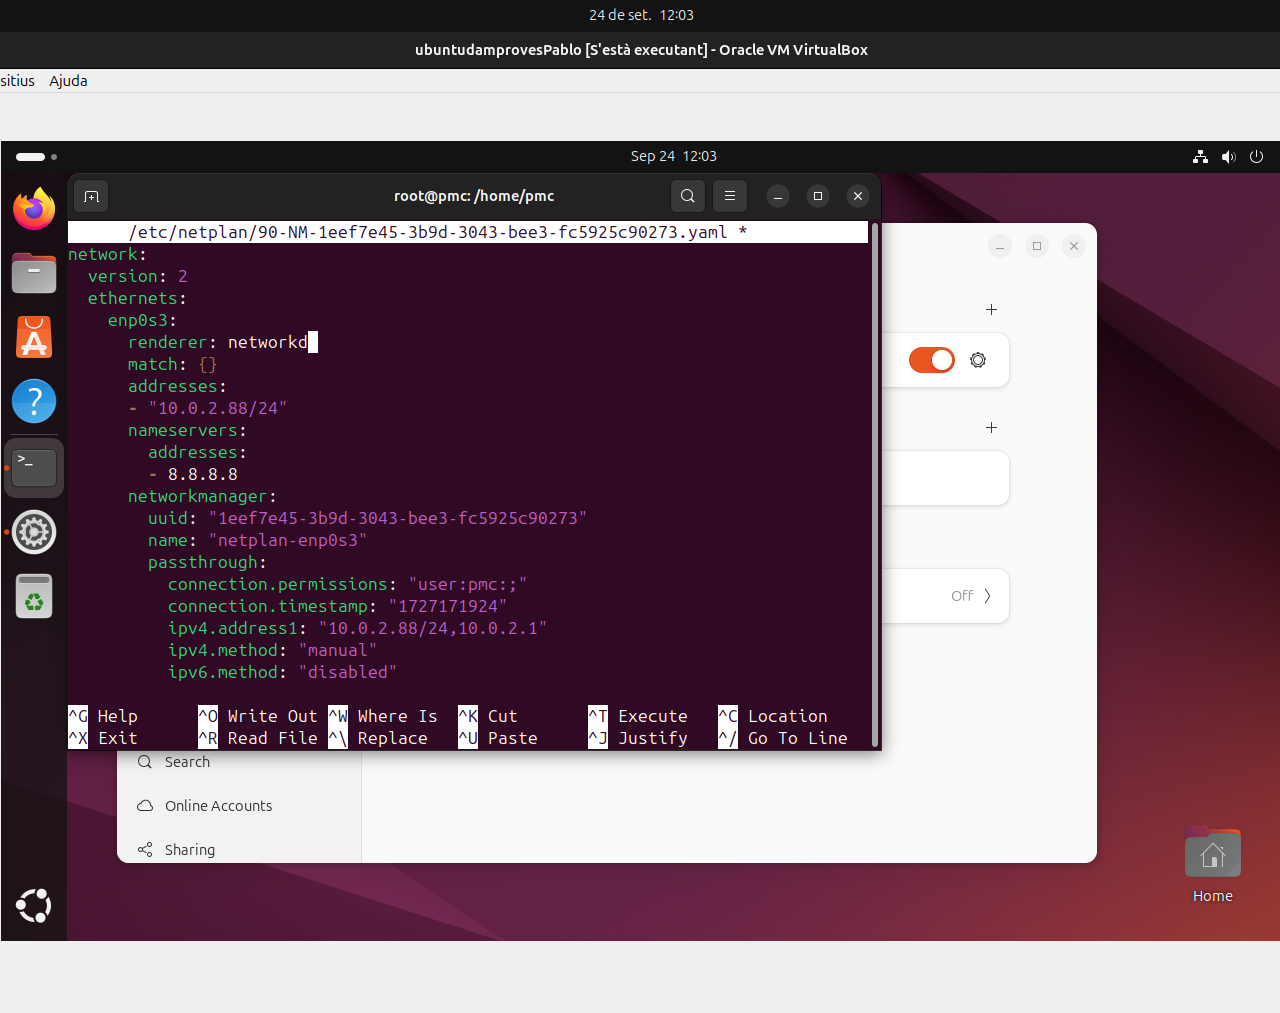 24 de set. 12:03
ubuntudamprovesPablo [S'està executant] - Oracle VM VirtualBox
sitius Ajuda
Sep 24 12:03
root@pmc: /home/pmc
/etc/netplan/90-NM-1eef7e45-3b9d-3043-bee3-fc5925c90273.yaml *
network:
  version: 2
  ethernets:
    enp0s3:
      renderer: networkd
      match: {}
      addresses:
      - "10.0.2.88/24"
      nameservers:
        addresses:
        - 8.8.8.8
      networkmanager:
        uuid: "1eef7e45-3b9d-3043-bee3-fc5925c90273"
        name: "netplan-enp0s3"
        passthrough:
          connection.permissions: "user:pmc:;"
          connection.timestamp: "1727171924"
          ipv4.address1: "10.0.2.88/24,10.0.2.1"
          ipv4.method: "manual"
          ipv6.method: "disabled"
^G Help ^O Write Out ^W Where Is ^K Cut ^T Execute ^C Location
^X Exit ^R Read File ^\ Replace ^U Paste ^J Justify ^/ Go To Line
Off
Search
Online Accounts
Sharing
Home